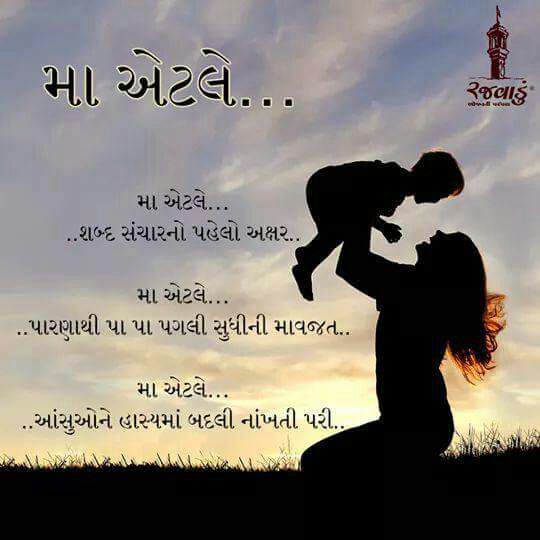 મા એટલે...
રજવાડું
મા એટલે...
..શબ્દ સંચારનો પહેલો અક્ષર..
મા એટલે...
..પારણાથી પા પા પગલી સુધીની માવજત..
મા એટલે...
..આંસુઓને હાસ્યમાં બદલી નાંખતી પરી..